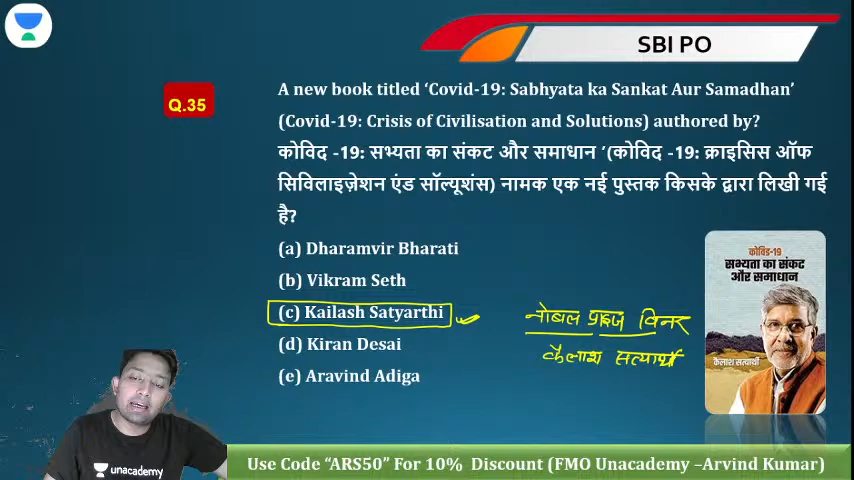 SBI PO
Q.35
A new book titled ‘Covid-19: Sabhyata ka Sankat Aur Samadhan’
(Covid-19: Crisis of Civilisation and Solutions) authored by?
कोविद -19: सभ्यता का संकट और समाधान ’(कोविद -19: क्राइसिस ऑफ
सिविलाइज़ेशन एंड सॉल्यूशंस) नामक एक नई पुस्तक किसके द्वारा लिखी गई
है?
(a) Dharamvir Bharati
(b) Vikram Seth
(c) Kailash Satyarthi
(d) Kiran Desai
(e) Aravind Adiga
नोबल प्राइज विनर
कैलाश सत्यार्थी
कोविड-19
सभ्यता का संकट
और समाधान
कैलाश सत्यार्थी
unacademy
Use Code “ARS50” For 10% Discount (FMO Unacademy –Arvind Kumar)